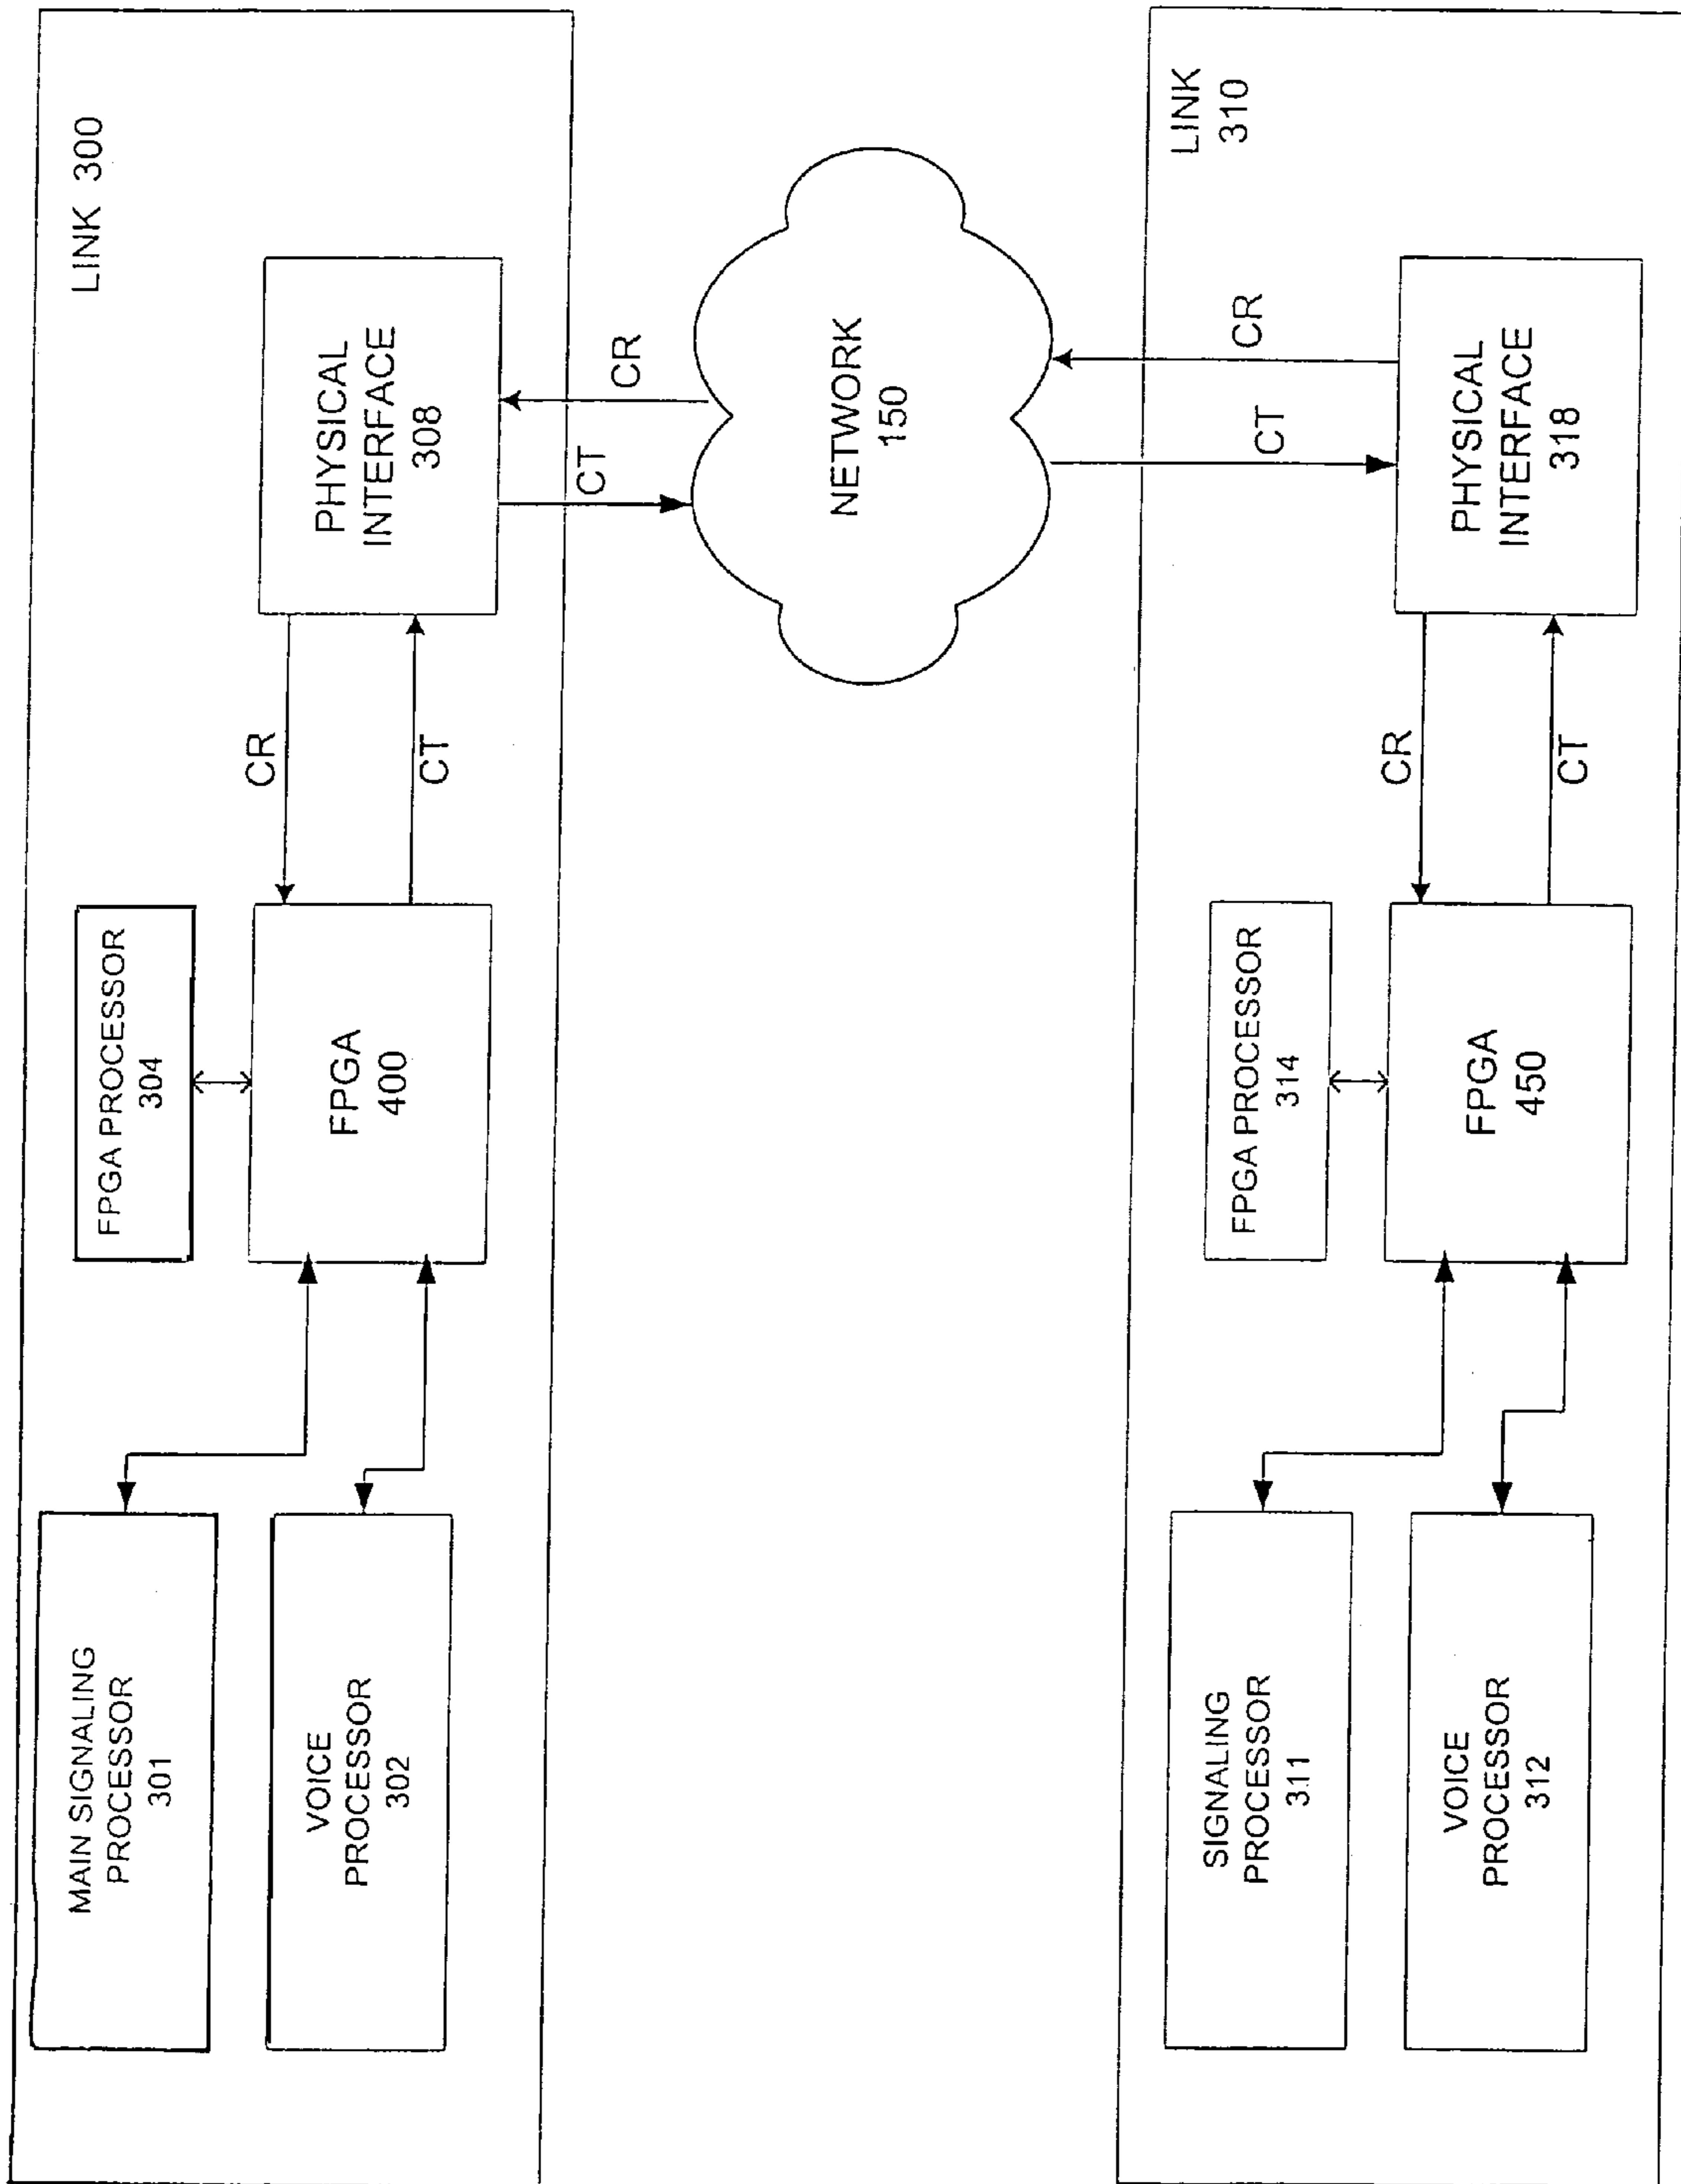 LINK 300
MAIN SIGNALING
PROCESSOR
301
VOICE
PROCESSOR
302
FPGA PROCESSOR
304
FPGA
400
CR
CT
PHYSICAL
INTERFACE
308
CT
CR
NETWORK
150
CT
CR
LINK
310
SIGNALING
PROCESSOR
311
VOICE
PROCESSOR
312
FPGA PROCESSOR
314
FPGA
450
CR
CT
PHYSICAL
INTERFACE
318